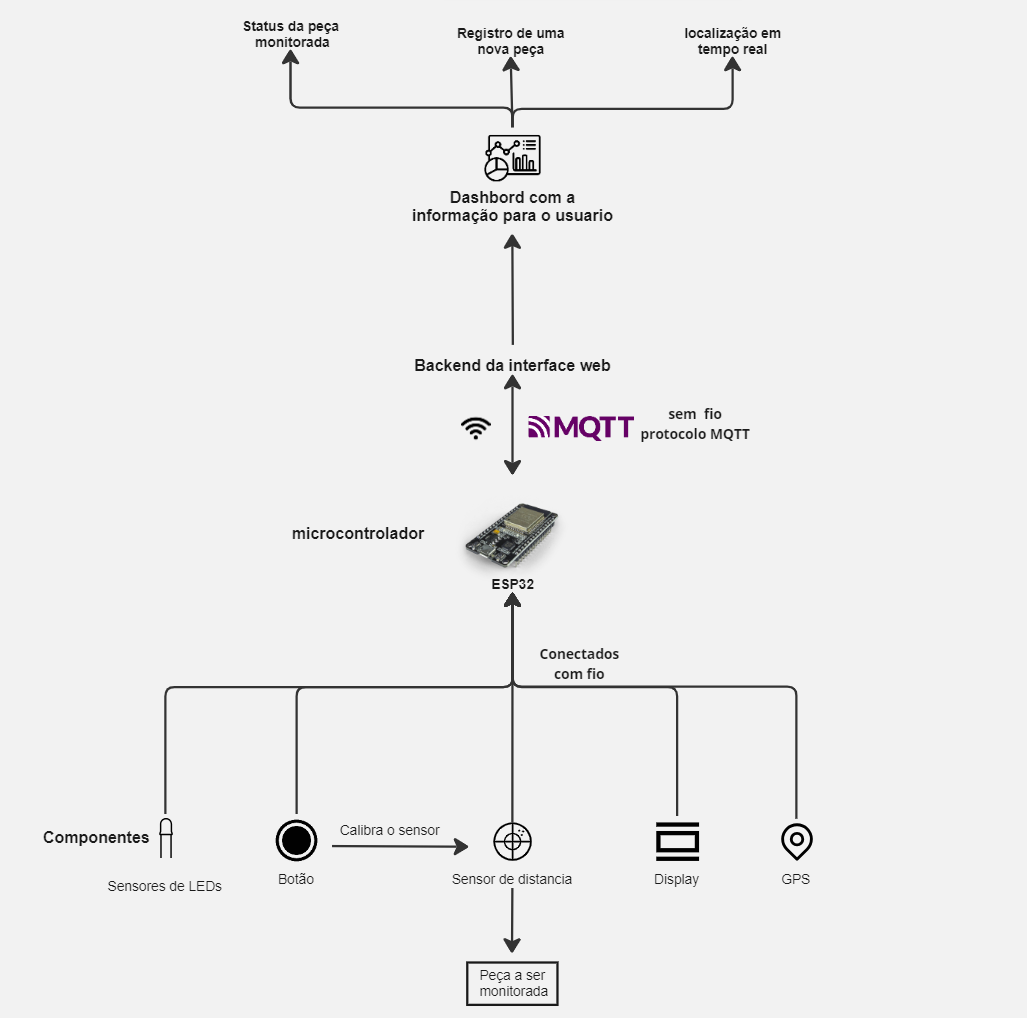 Status da peça
monitorada
Registro de uma
nova peça
localização em
tempo real
Dashbord com a
informação para o usuario
Backend da interface web
MQTT
sem fio
protocolo MQTT
microcontrolador
ESP32
Conectados
com fio
Componentes
Calibra o sensor
Sensores de LEDs
Botão
Sensor de distancia
Display
GPS
Peça a ser
monitorada